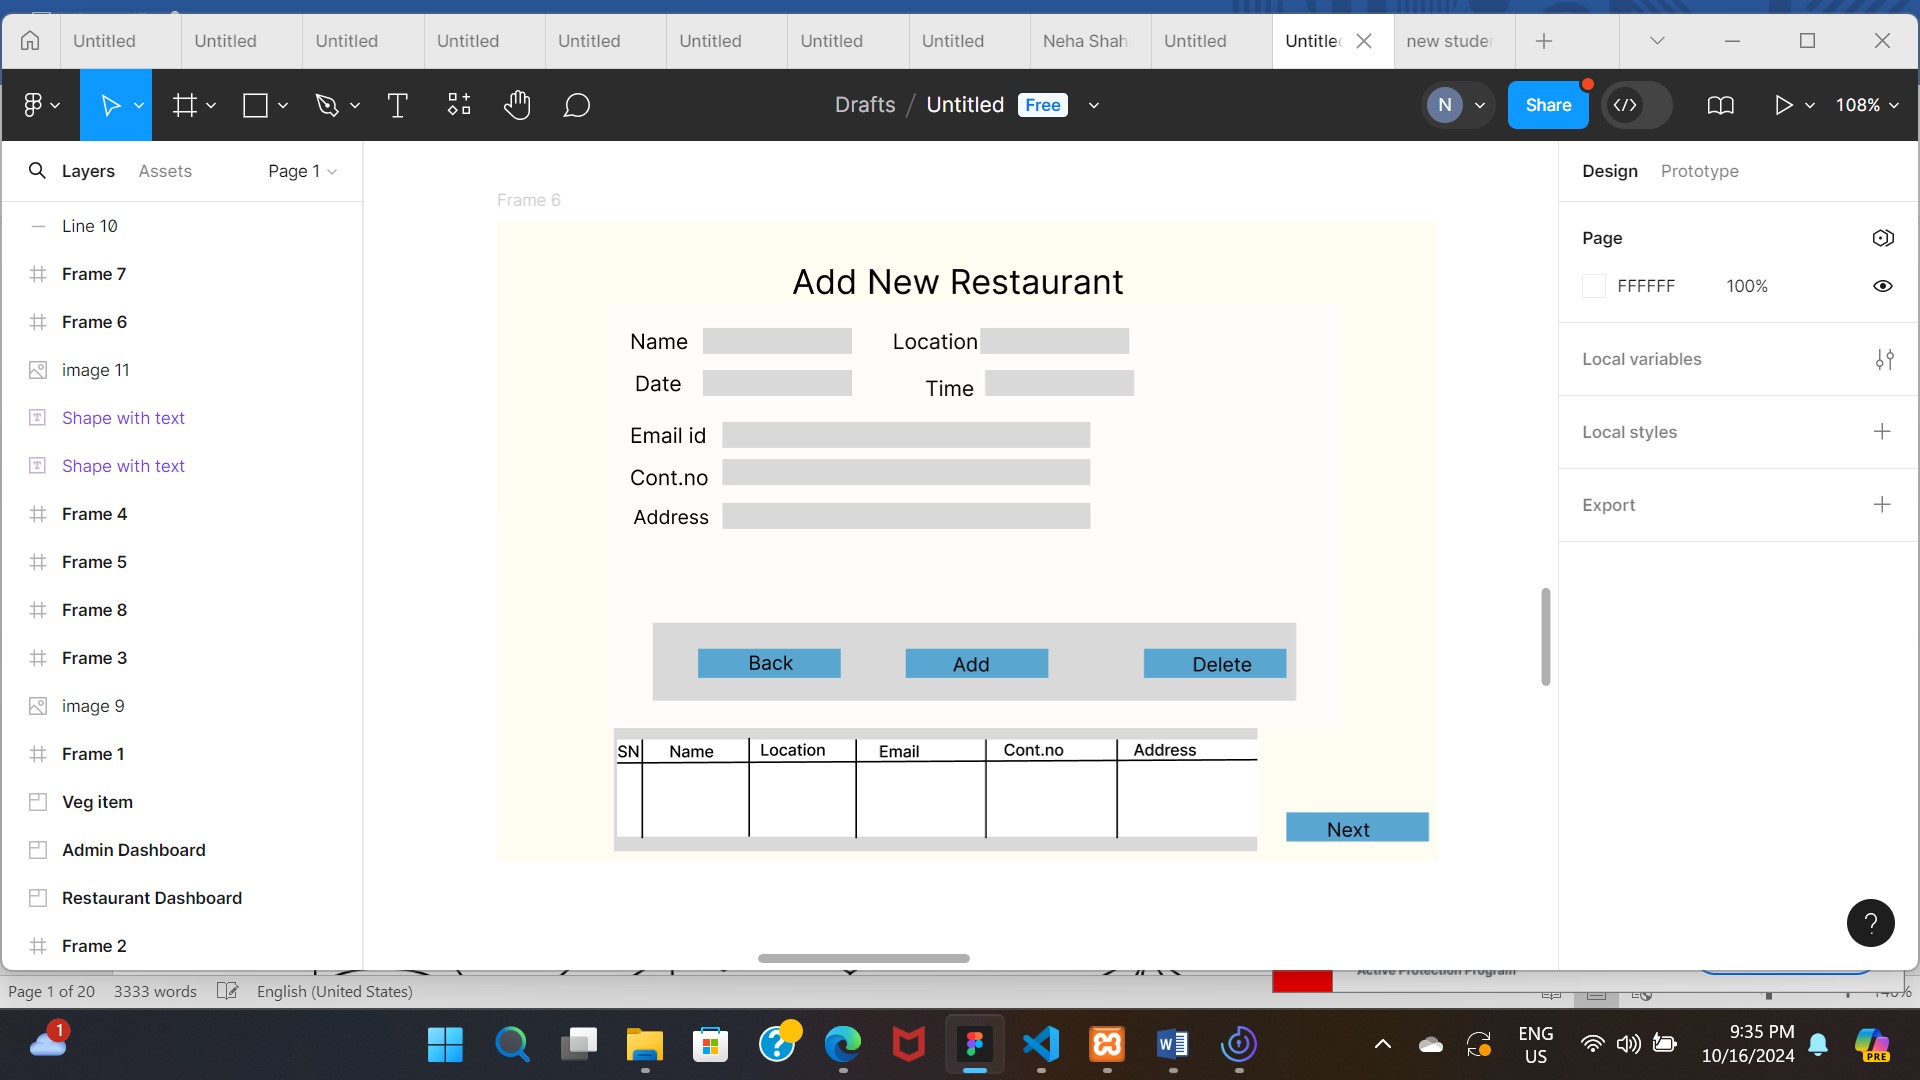 Untitled
Untitled
Untitled
Untitled
Untitled
Untitled
Untitled
Untitled
Neha Shah
Untitled
Untitled
new studen
Drafts / Untitled Free
N
Share
108%
Layers Assets Page 1
Line 10
Frame 7
Frame 6
image 11
Shape with text
Shape with text
Frame 4
Frame 5
Frame 8
Frame 3
image 9
Frame 1
Veg item
Admin Dashboard
Restaurant Dashboard
Frame 2
Frame 6
Add New Restaurant
Name Location
Date Time
Email id
Cont.no
Address
Back Add Delete
SN Name Location Email Cont.no Address
Next
Design Prototype
Page
FFFFFF 100%
Local variables
Local styles
Export
?
Active Protection Program
Page 1 of 20 3333 words English (United States)
1
ENG
US
9:35 PM
10/16/2024
PRE